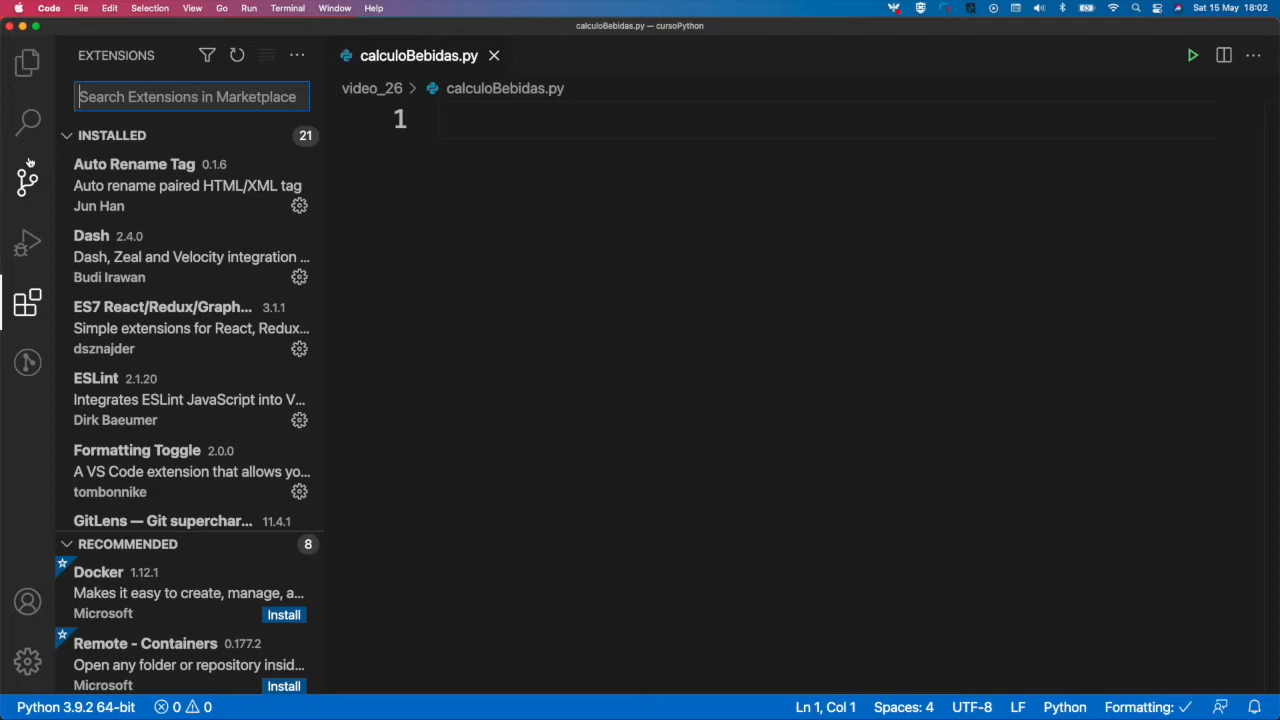 Code File Edit Selection View Go Run Terminal Window Help Sat 15 May 18:02
calculoBebidas.py — cursoPython
EXTENSIONS
calculoBebidas.py
Search Extensions in Marketplace
video_26 > calculoBebidas.py
1
INSTALLED 21
Auto Rename Tag 0.1.6
Auto rename paired HTML/XML tag
Jun Han
Dash 2.4.0
Dash, Zeal and Velocity integration ...
Budi Irawan
ES7 React/Redux/Graph... 3.1.1
Simple extensions for React, Redux...
dsznajder
ESLint 2.1.20
Integrates ESLint JavaScript into V...
Dirk Baeumer
Formatting Toggle 2.0.0
A VS Code extension that allows yo...
tombonnike
GitLens — Git superchar... 11.4.1
RECOMMENDED 8
Docker 1.12.1
Makes it easy to create, manage, a...
Microsoft Install
Remote - Containers 0.177.2
Open any folder or repository insid...
Microsoft Install
Python 3.9.2 64-bit 0 0 Ln 1, Col 1 Spaces: 4 UTF-8 LF Python Formatting: ✓